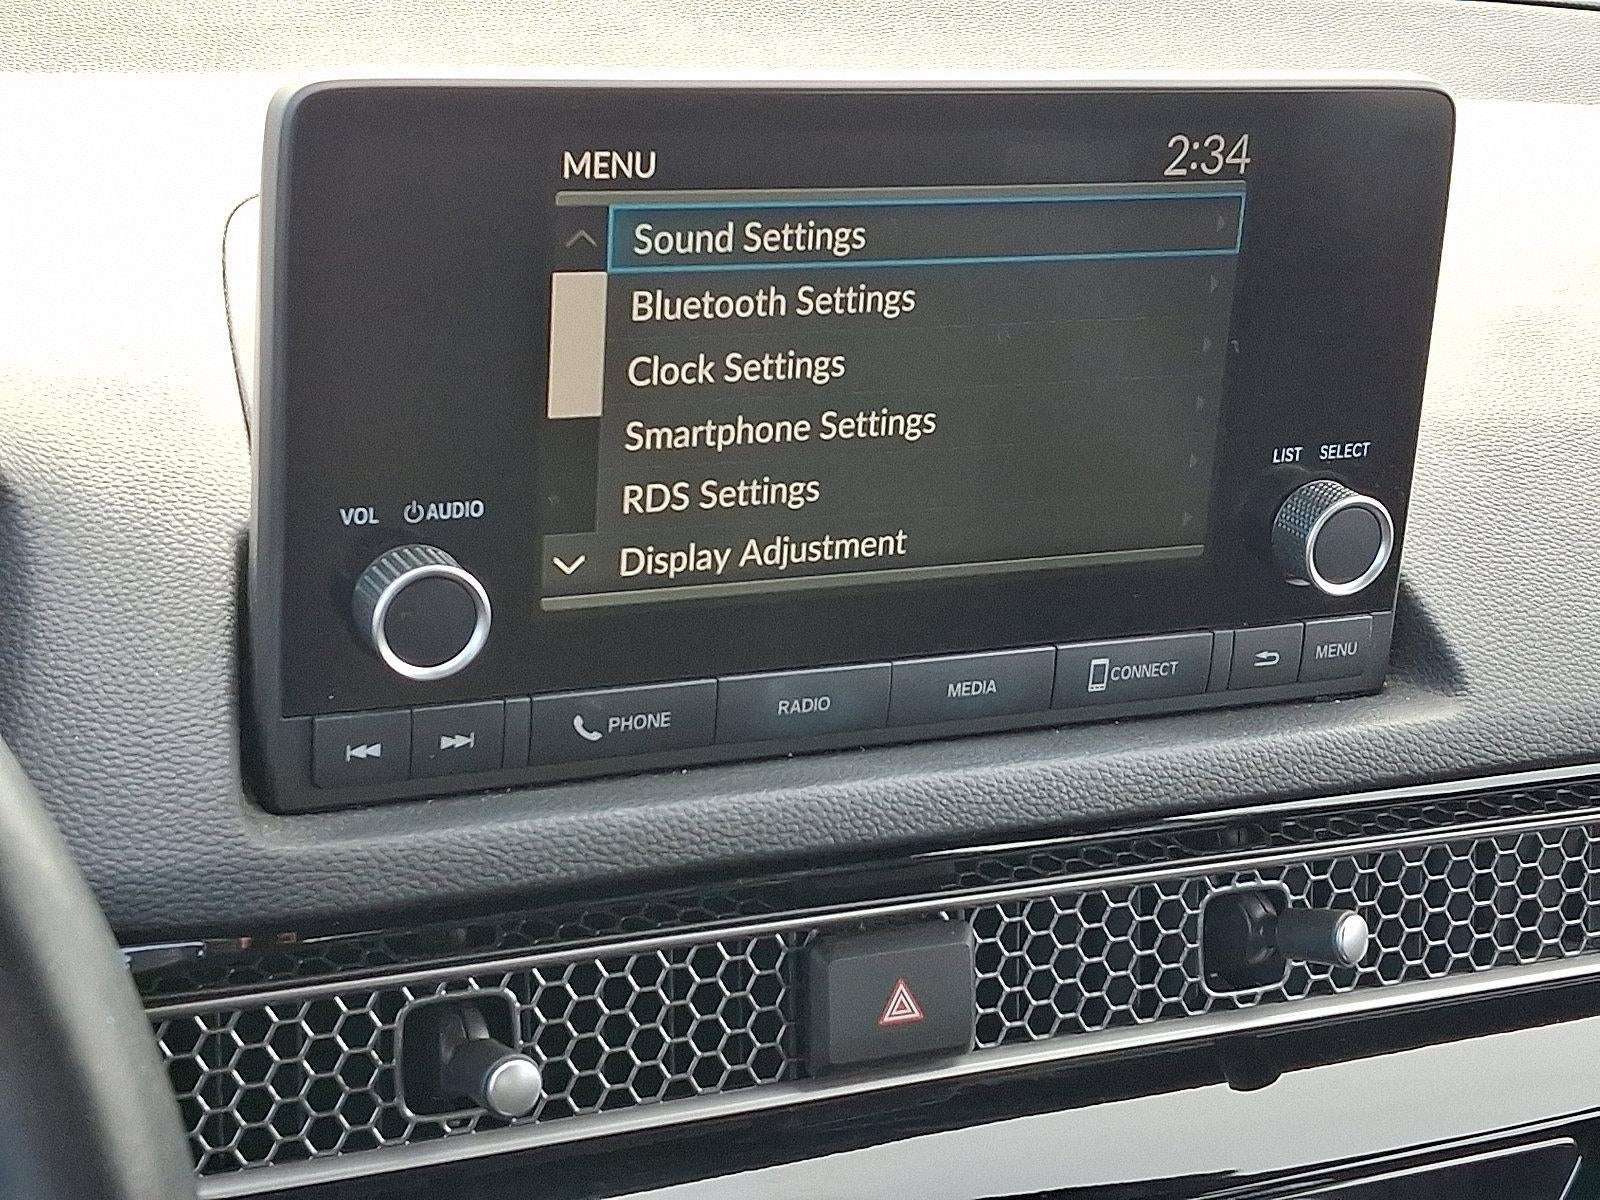 MENU 2:34
Sound Settings
Bluetooth Settings
Clock Settings
Smartphone Settings
RDS Settings
Display Adjustment
LIST SELECT
VOL AUDIO
PHONE RADIO MEDIA CONNECT MENU